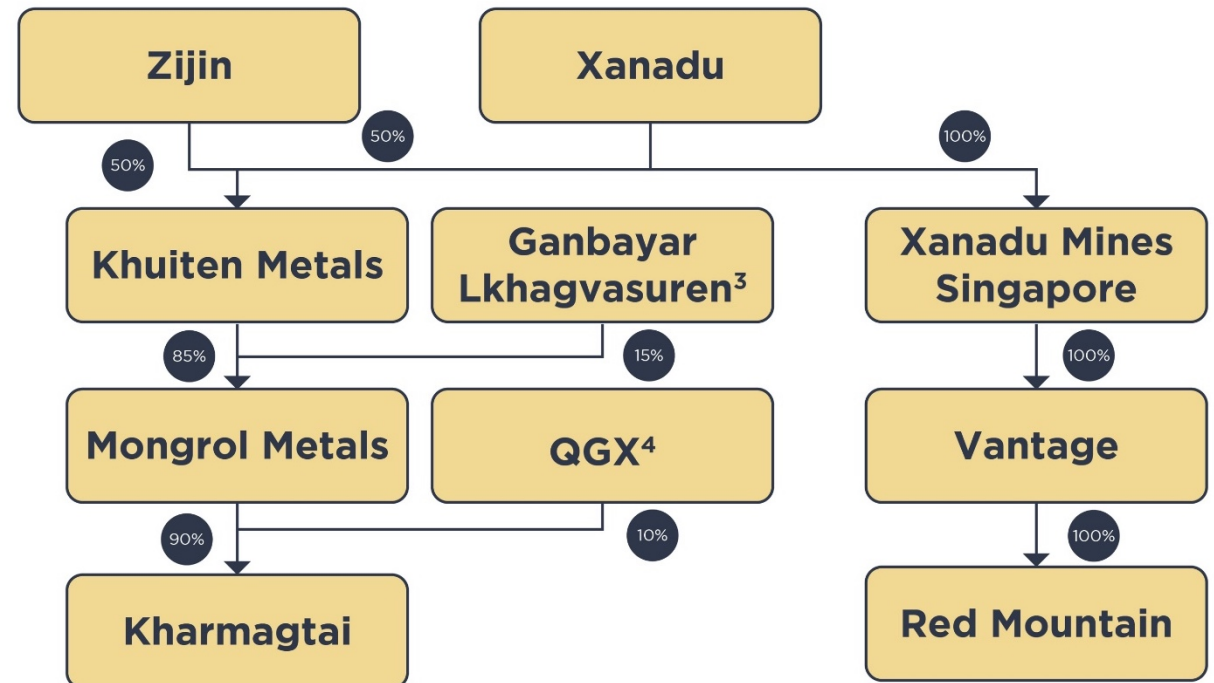 Zijin
Xanadu
50%
50%
100%
Khuiten Metals
Ganbayar
Lkhagvasuren³
Xanadu Mines
Singapore
85%
15%
100%
Mongrol Metals
QGX⁴
Vantage
90%
10%
100%
Kharmagtai
Red Mountain